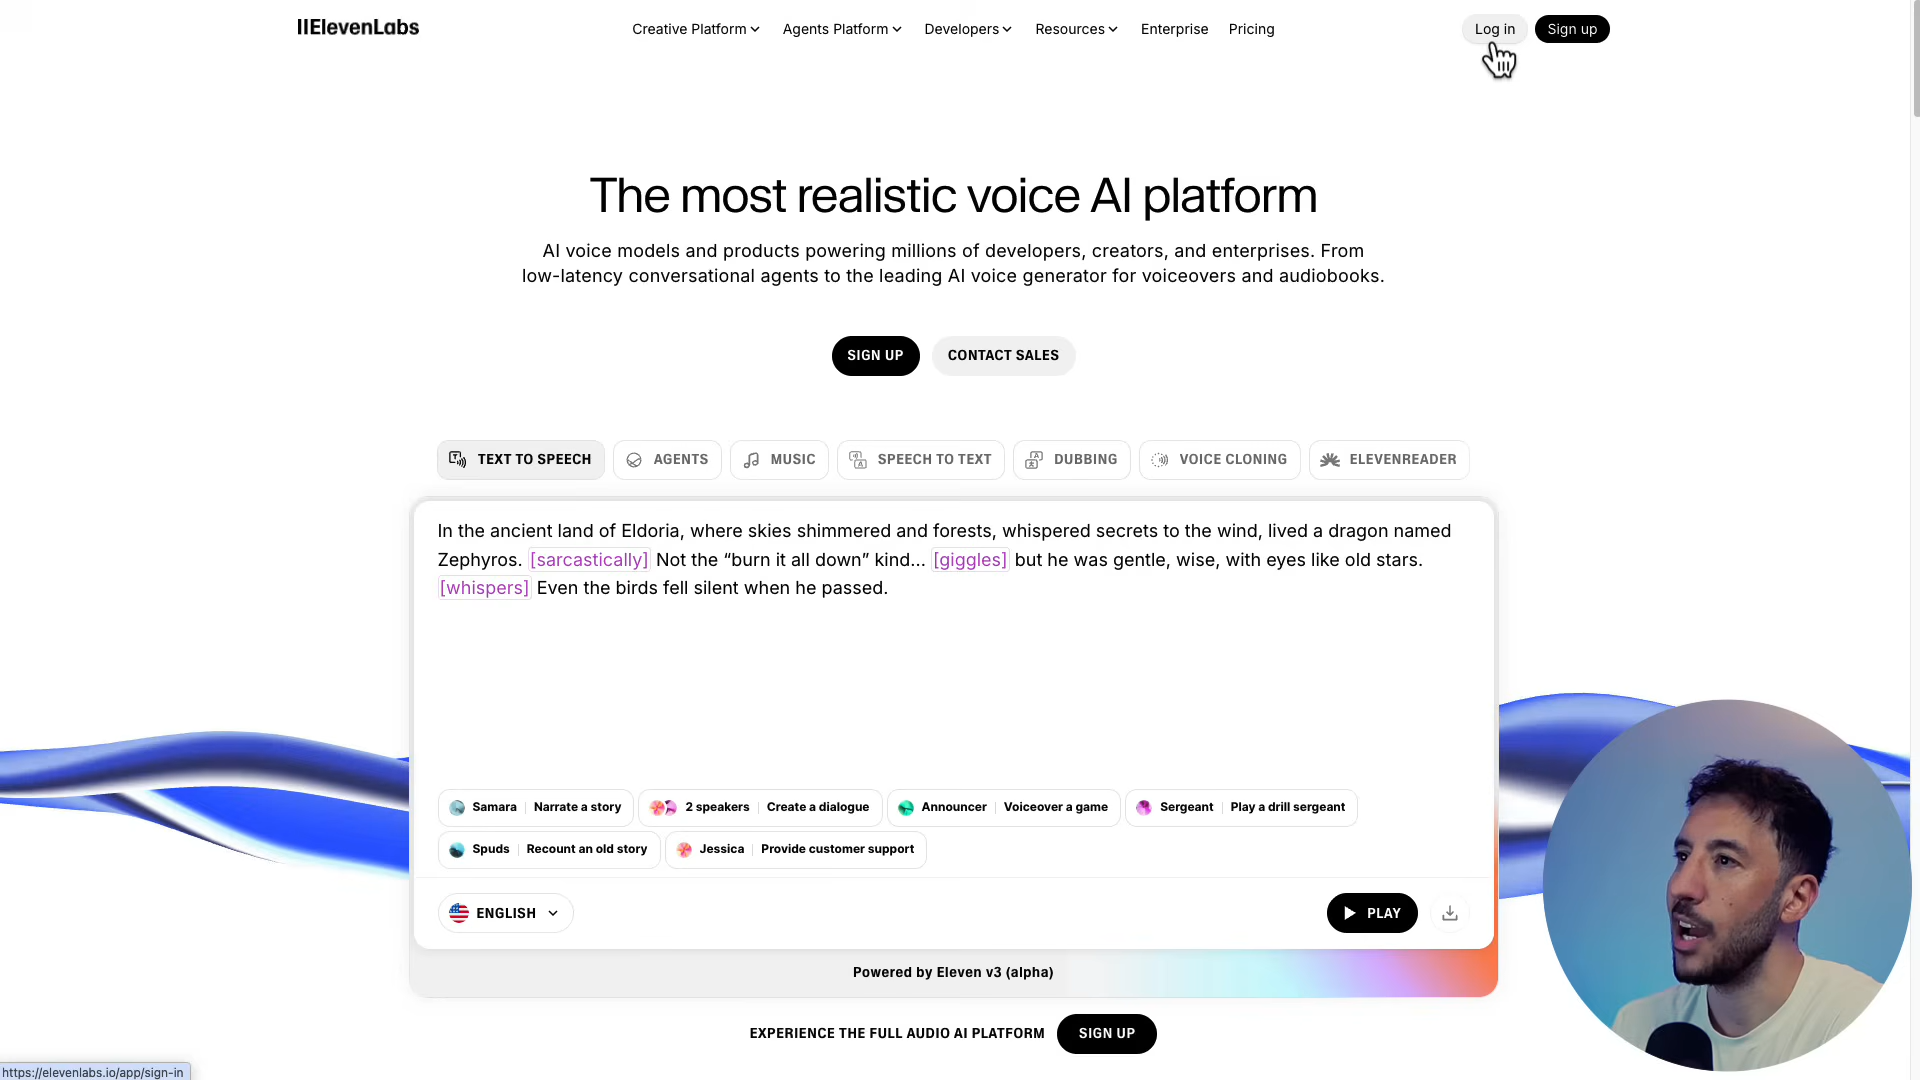 IIElevenLabs
Creative Platform
Agents Platform
Developers
Resources
Enterprise
Pricing
Log in
Sign up
The most realistic voice AI platform
AI voice models and products powering millions of developers, creators, and enterprises. From
low-latency conversational agents to the leading AI voice generator for voiceovers and audiobooks.
SIGN UP
CONTACT SALES
TEXT TO SPEECH
AGENTS
MUSIC
SPEECH TO TEXT
DUBBING
VOICE CLONING
ELEVENREADER
In the ancient land of Eldoria, where skies shimmered and forests, whispered secrets to the wind, lived a dragon named
Zephyros. [sarcastically] Not the “burn it all down” kind... [giggles] but he was gentle, wise, with eyes like old stars.
[whispers] Even the birds fell silent when he passed.
Samara | Narrate a story
2 speakers | Create a dialogue
Announcer | Voiceover a game
Sergeant | Play a drill sergeant
Spuds | Recount an old story
Jessica | Provide customer support
ENGLISH
PLAY
Powered by Eleven v3 (alpha)
EXPERIENCE THE FULL AUDIO AI PLATFORM
SIGN UP
https://elevenlabs.io/app/sign-in